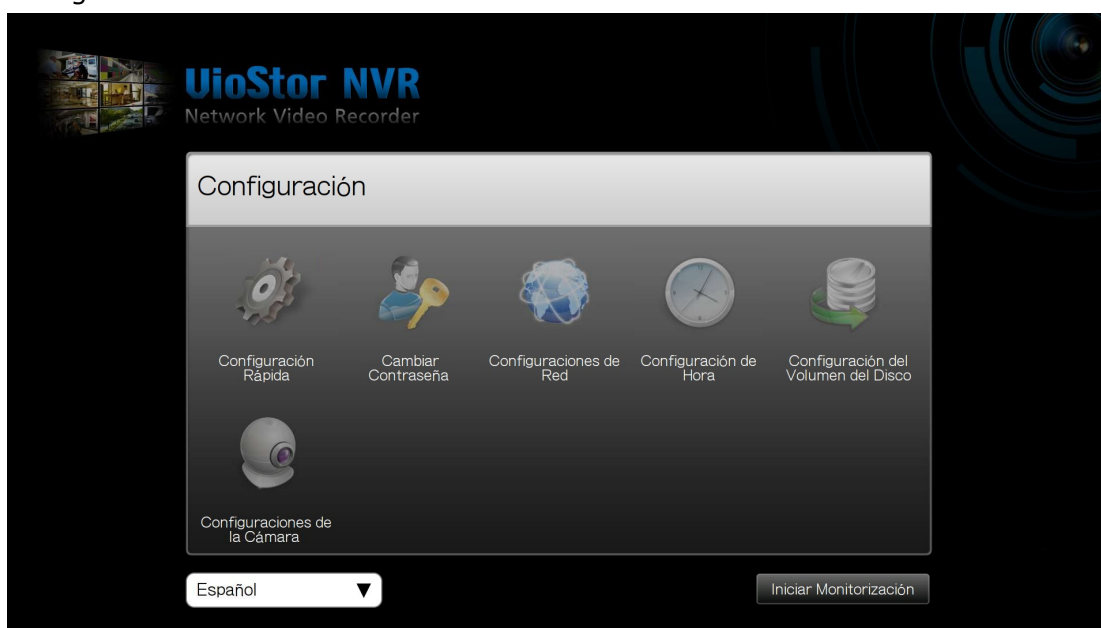 VioStor NVR
Network Video Recorder
Configuración
Configuración
Rápida
Cambiar
Contraseña
Configuraciones de
Red
Configuración de
Hora
Configuración del
Volumen del Disco
Configuraciones de
la Cámara
Español
Iniciar Monitorización